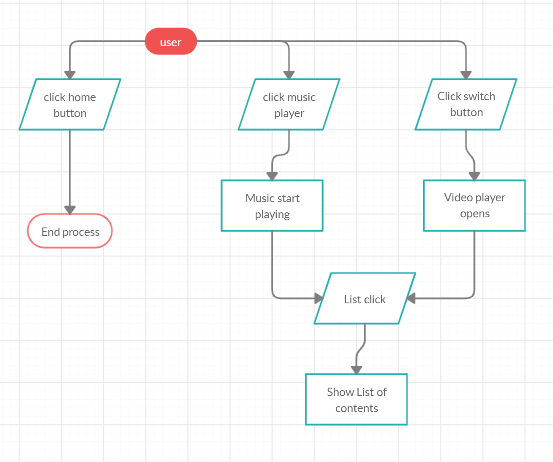 user
click home
button
click music
player
Click switch
button
Music start
playing
Video player
opens
End process
List click
Show List of
contents